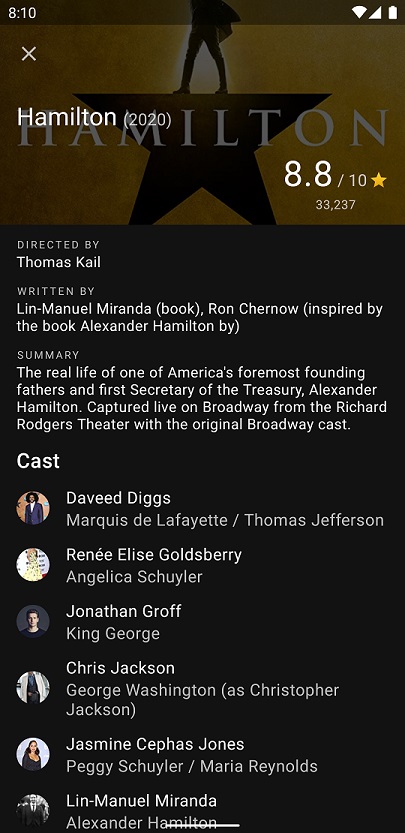 8:10
HAMILTON
Hamilton (2020)
8.8 / 10
33,237
DIRECTED BY
Thomas Kail
WRITTEN BY
Lin-Manuel Miranda (book), Ron Chernow (inspired by
the book Alexander Hamilton by)
SUMMARY
The real life of one of America's foremost founding
fathers and first Secretary of the Treasury, Alexander
Hamilton. Captured live on Broadway from the Richard
Rodgers Theater with the original Broadway cast.
Cast
Daveed Diggs
Marquis de Lafayette / Thomas Jefferson
Renée Elise Goldsberry
Angelica Schuyler
Jonathan Groff
King George
Chris Jackson
George Washington (as Christopher
Jackson)
Jasmine Cephas Jones
Peggy Schuyler / Maria Reynolds
Lin-Manuel Miranda
Alexander Hamilton